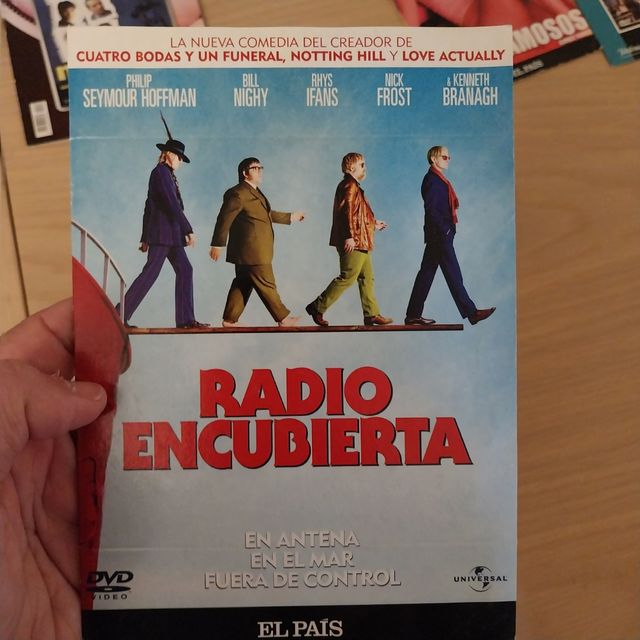 LA NUEVA COMEDIA DEL CREADOR DE
CUATRO BODAS Y UN FUNERAL, NOTTING HILL Y LOVE ACTUALLY
PHILIP SEYMOUR HOFFMAN
BILL NIGHY
RHYS IFANS
NICK FROST
& KENNETH BRANAGH
RADIO
ENCUBIERTA
EN ANTENA
EN EL MAR
FUERA DE CONTROL
DVD
VIDEO
UNIVERSAL
EL PAÍS
MOSOS
EL PAÍS